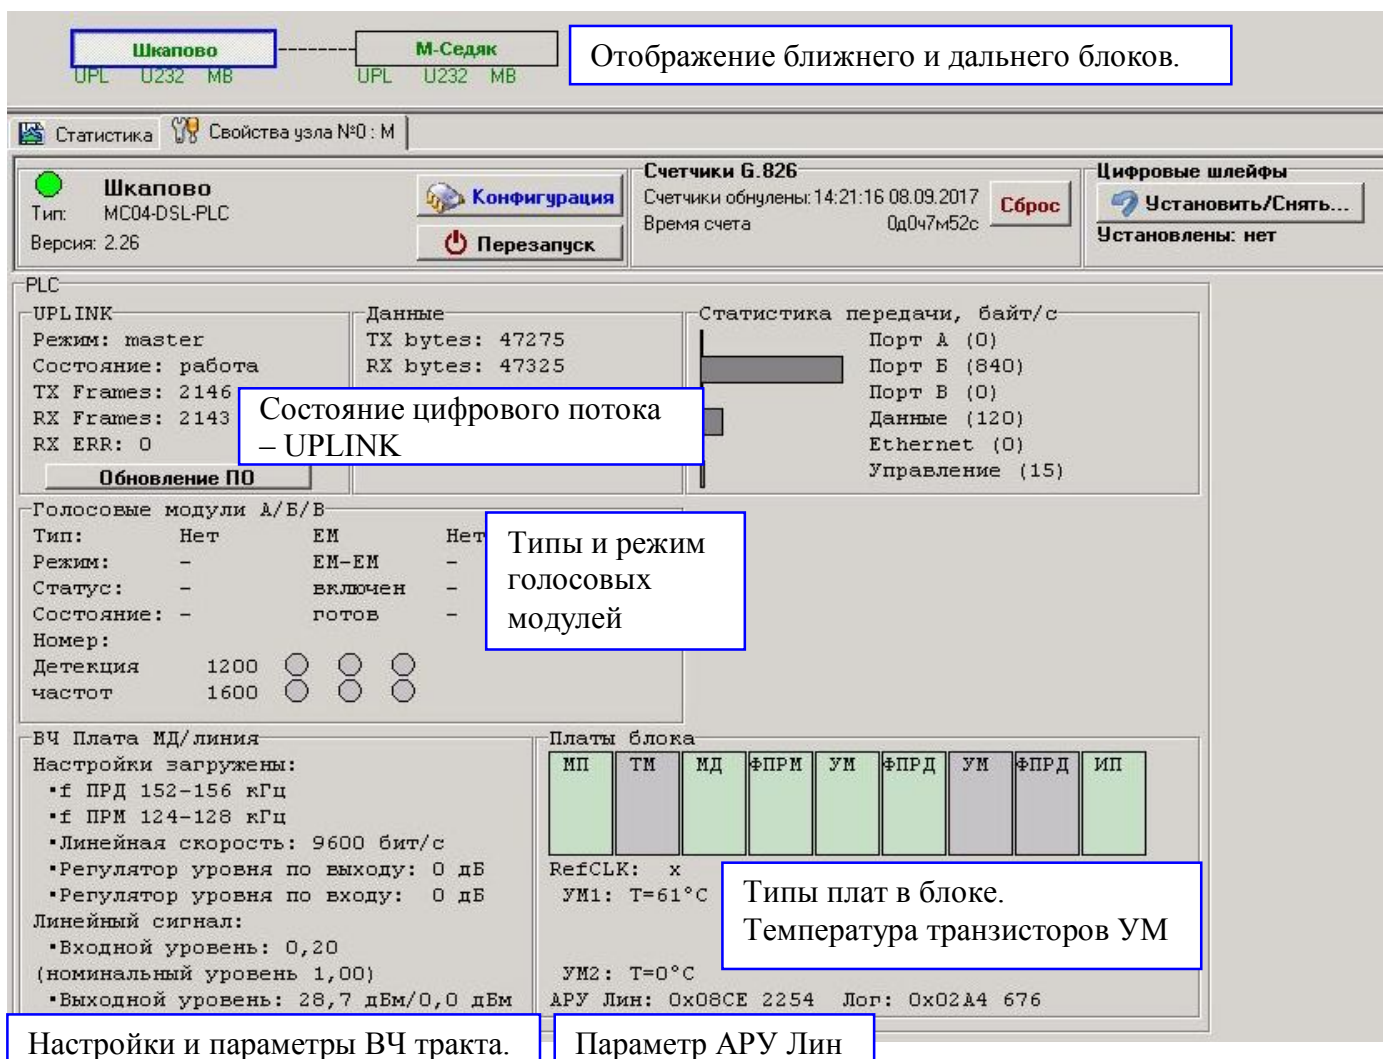 Шкапово
М-Седяк
UPL U232 MB
UPL U232 MB
Отображение ближнего и дальнего блоков.
Статистика
Свойства узла №0 : М
Шкапово
Тип: MC04-DSL-PLC
Версия: 2.26
Конфигурация
Перезапуск
Счетчики G.826
Счетчики обнулены: 14:21:16 08.09.2017
Время счета 0д0ч7м52с
Сброс
Цифровые шлейфы
Установить/Снять...
Установлены: нет
PLC
UPLINK
Режим: master
Состояние: работа
TX Frames: 2146
RX Frames: 2143
RX ERR: 0
Обновление ПО
Данные
TX bytes: 47275
RX bytes: 47325
Состояние цифрового потока
– UPLINK
Статистика передачи, байт/с
Порт А (0)
Порт Б (840)
Порт В (0)
Данные (120)
Ethernet (0)
Управление (15)
Голосовые модули А/Б/В
Тип: Нет ЕМ Нет
Режим: – ЕМ–ЕМ –
Статус: – включен –
Состояние: – готов –
Номер:
Детекция 1200
частот 1600
Типы и режим
голосовых
модулей
ВЧ Плата МД/линия
Настройки загружены:
▪f ПРД 152–156 кГц
▪f ПРМ 124–128 кГц
▪Линейная скорость: 9600 бит/с
▪Регулятор уровня по выходу: 0 дБ
▪Регулятор уровня по входу: 0 дБ
Линейный сигнал:
▪Входной уровень: 0,20
(номинальный уровень 1,00)
▪Выходной уровень: 28,7 дБм/0,0 дБм
Платы блока
МП ТМ МД ФПРМ УМ ФПРД УМ ФПРД ИП
RefCLK: x
УМ1: T=61°C
УМ2: T=0°C
АРУ Лин: 0x08CE 2254 Лог: 0x02A4 676
Типы плат в блоке.
Температура транзисторов УМ
Настройки и параметры ВЧ тракта.
Параметр АРУ Лин